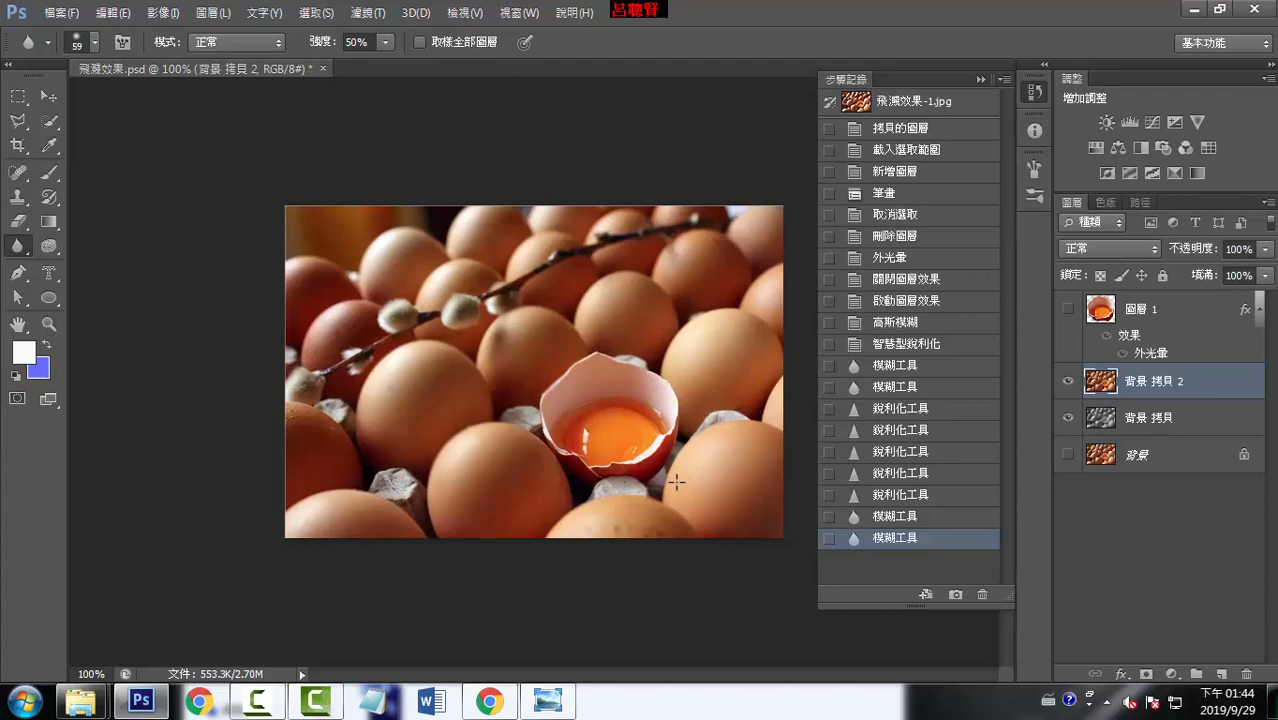 Ps 檔案(F) 編輯(E) 影像(I) 圖層(L) 文字(Y) 選取(S) 濾鏡(T) 3D(D) 檢視(V) 視窗(W) 說明(H) 呂聰賢
59 模式: 正常 強度: 50% 取樣全部圖層 基本功能
飛濺效果.psd @ 100% (背景 拷貝 2, RGB/8#) * ×
步驟記錄
飛濺效果-1.jpg
拷貝的圖層
載入選取範圍
新增圖層
筆畫
取消選取
刪除圖層
外光暈
關閉圖層效果
啟動圖層效果
高斯模糊
智慧型銳利化
模糊工具
模糊工具
銳利化工具
銳利化工具
銳利化工具
銳利化工具
銳利化工具
模糊工具
模糊工具
調整
增加調整
圖層 色版 路徑
種類
正常 不透明度: 100%
鎖定: 填滿: 100%
圖層 1 fx
效果
外光暈
背景 拷貝 2
背景 拷貝
背景
100% 文件: 553.3K/2.70M
下午 01:44
2019/9/29